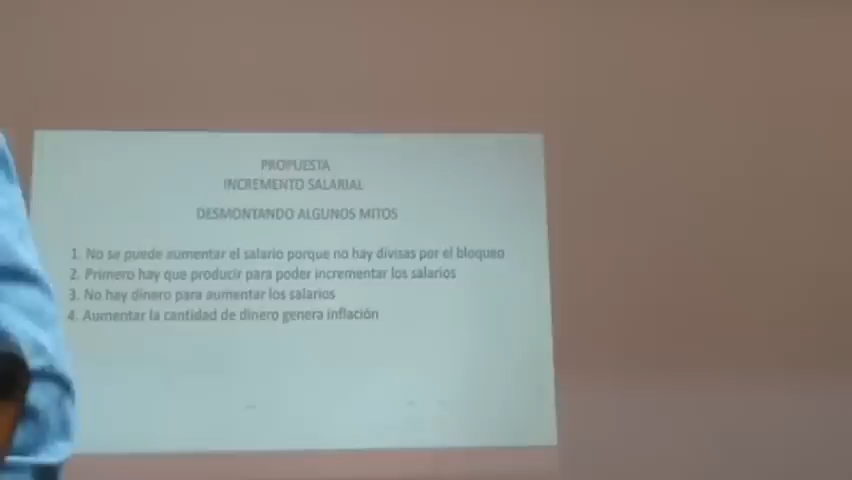 PROPUESTA
INCREMENTO SALARIAL
DESMONTANDO ALGUNOS MITOS
1. No se puede aumentar el salario porque no hay divisas por el bloqueo
2. Primero hay que producir para poder incrementar los salarios
3. No hay dinero para aumentar los salarios
4. Aumentar la cantidad de dinero genera inflación